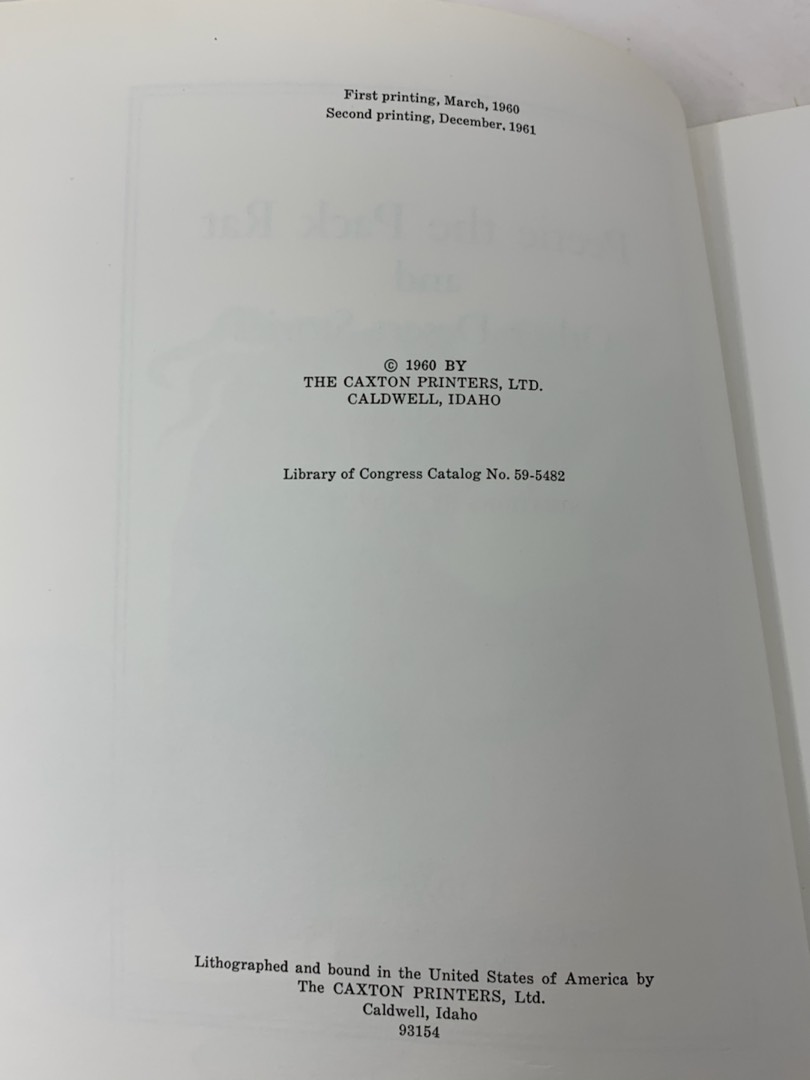 First printing, March, 1960
Second printing, December, 1961
© 1960 BY
THE CAXTON PRINTERS, LTD.
CALDWELL, IDAHO
Library of Congress Catalog No. 59-5482
Lithographed and bound in the United States of America by
The CAXTON PRINTERS, Ltd.
Caldwell, Idaho
93154